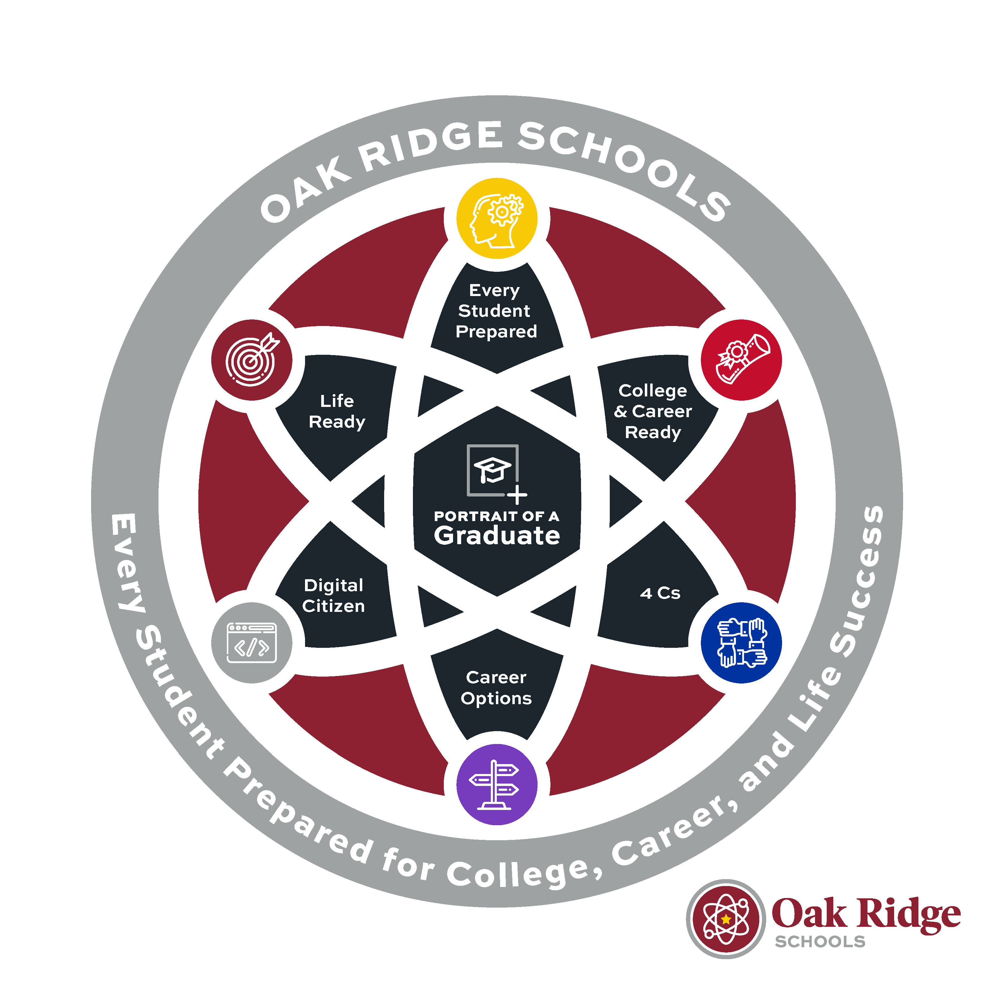 OAK RIDGE SCHOOLS
Every
Student
Prepared
Life
Ready
College
& Career
Ready
PORTRAIT OF A
Graduate
Digital
Citizen
4 Cs
Career
Options
Every Student Prepared for College, Career, and Life Success
Oak Ridge
SCHOOLS